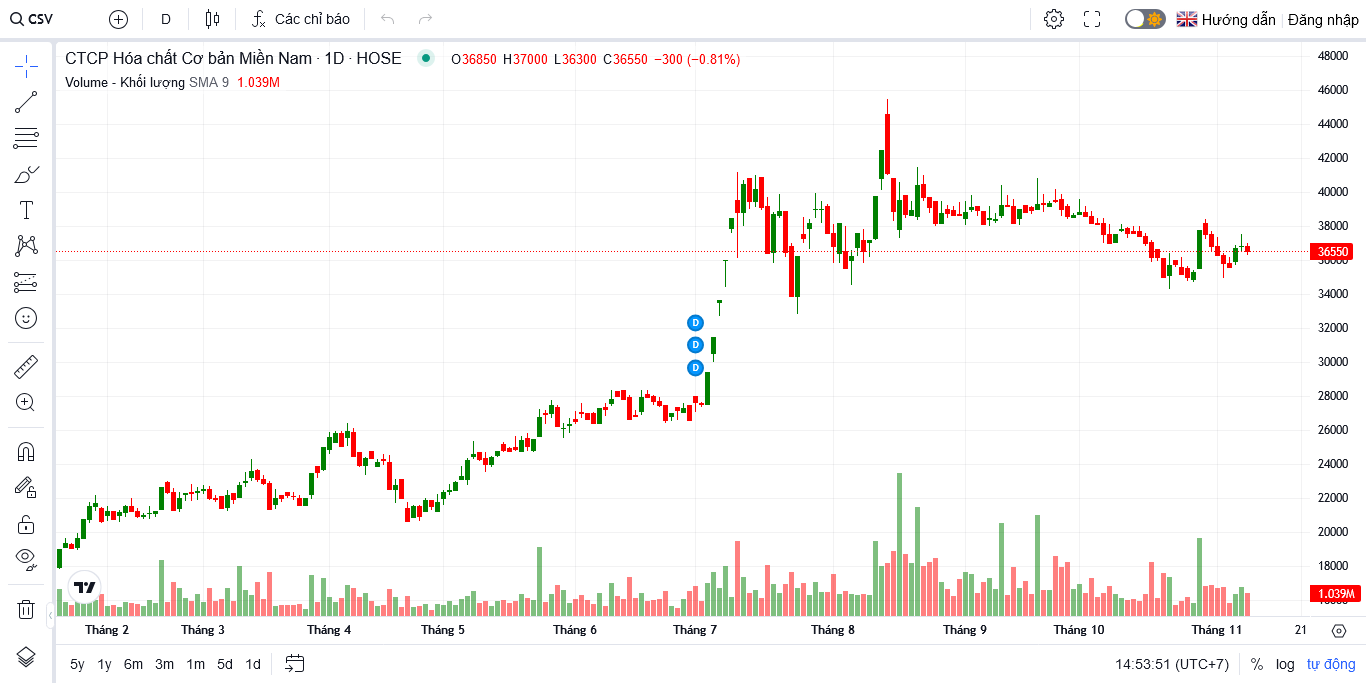 CSV D Các chỉ báo Hướng dẫn Đăng nhập
CTCP Hóa chất Cơ bản Miền Nam · 1D · HOSE O36850 H37000 L36300 C36550 −300 (−0.81%)
Volume - Khối lượng SMA 9 1.039M
48000
46000
44000
42000
40000
38000
36550
36000
34000
32000
D
D
30000
D
28000
26000
24000
22000
20000
18000
1.039M
Tháng 2 Tháng 3 Tháng 4 Tháng 5 Tháng 6 Tháng 7 Tháng 8 Tháng 9 Tháng 10 Tháng 11 21
5y 1y 6m 3m 1m 5d 1d 14:53:51 (UTC+7) % log tự động